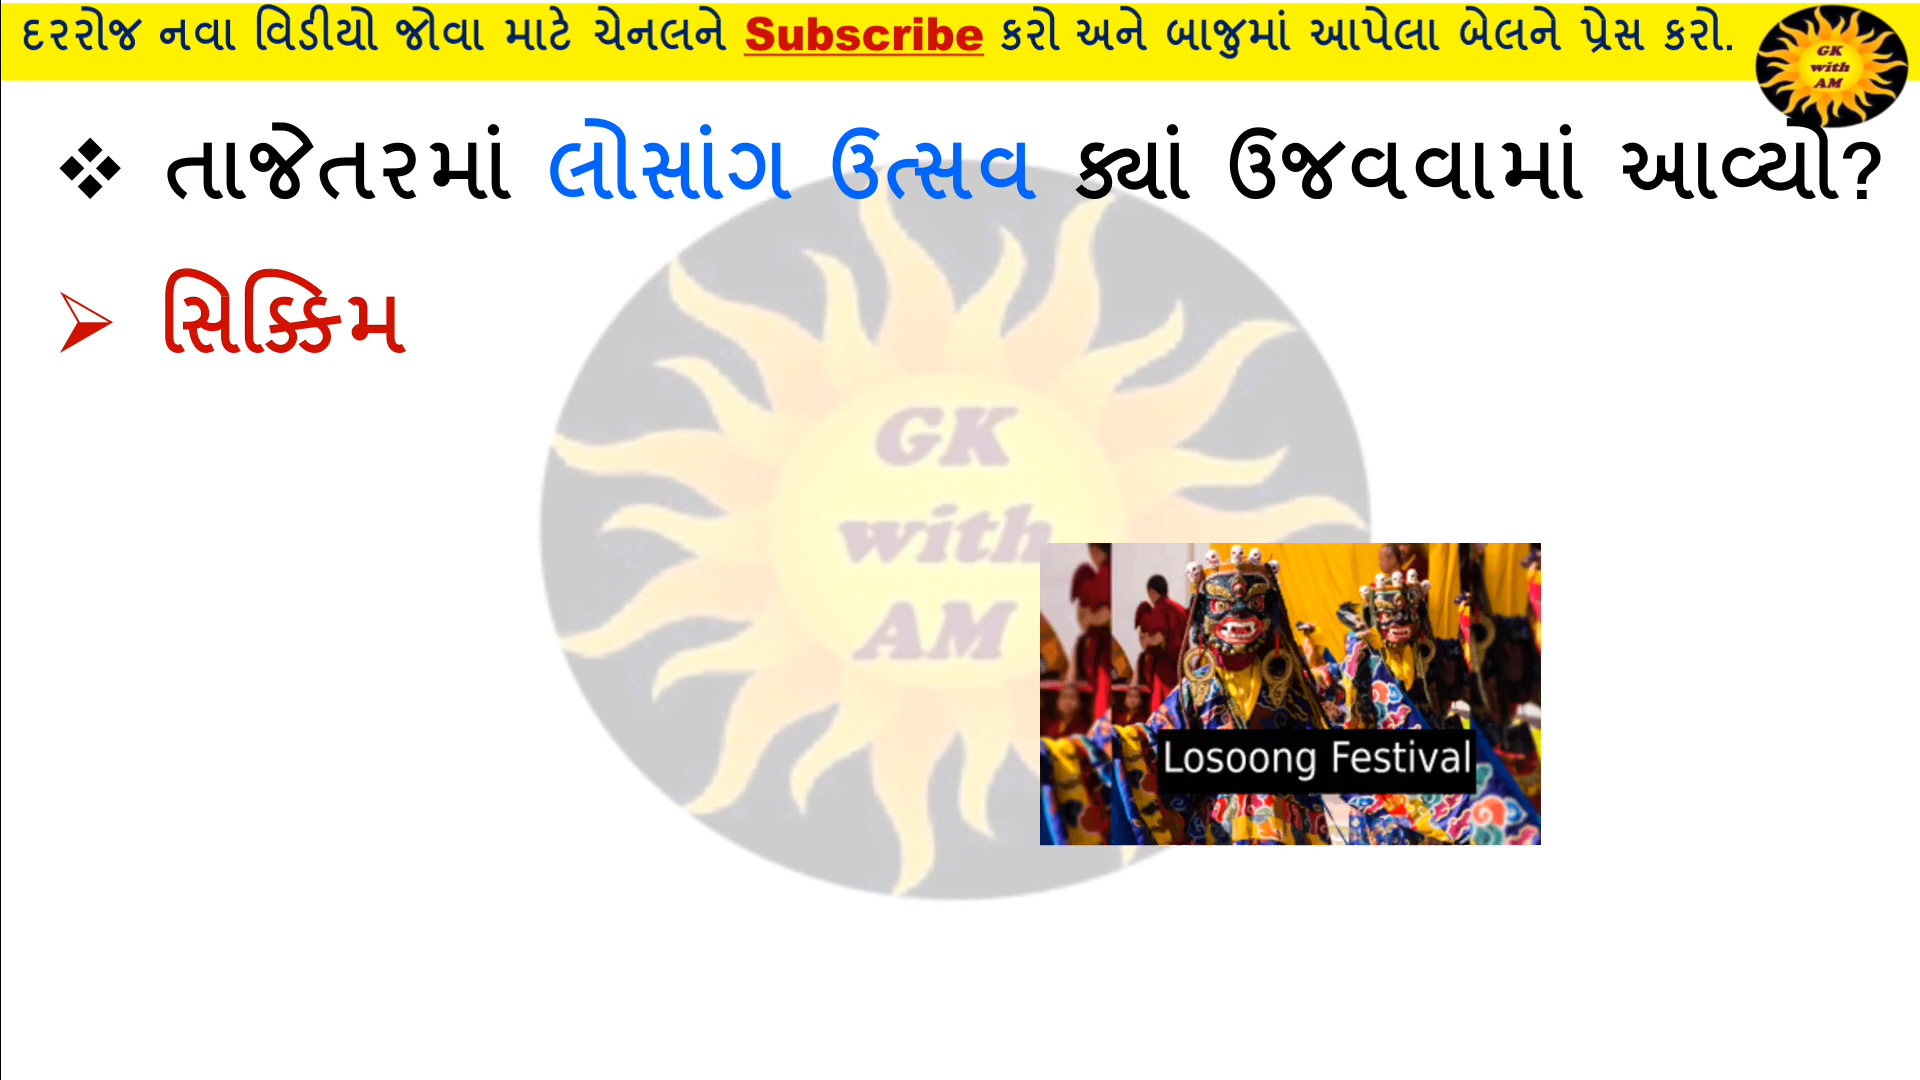 દરરોજ નવા વિડીયો જોવા માટે ચેનલને Subscribe કરો અને બાજુમાં આપેલા બેલને પ્રેસ કરો.
GK
with
AM
❖ તાજેતરમાં લોસાંગ ઉત્સવ ક્યાં ઉજવવામાં આવ્યો?
➢ સિક્કિમ
GK
with
AM
Losoong Festival